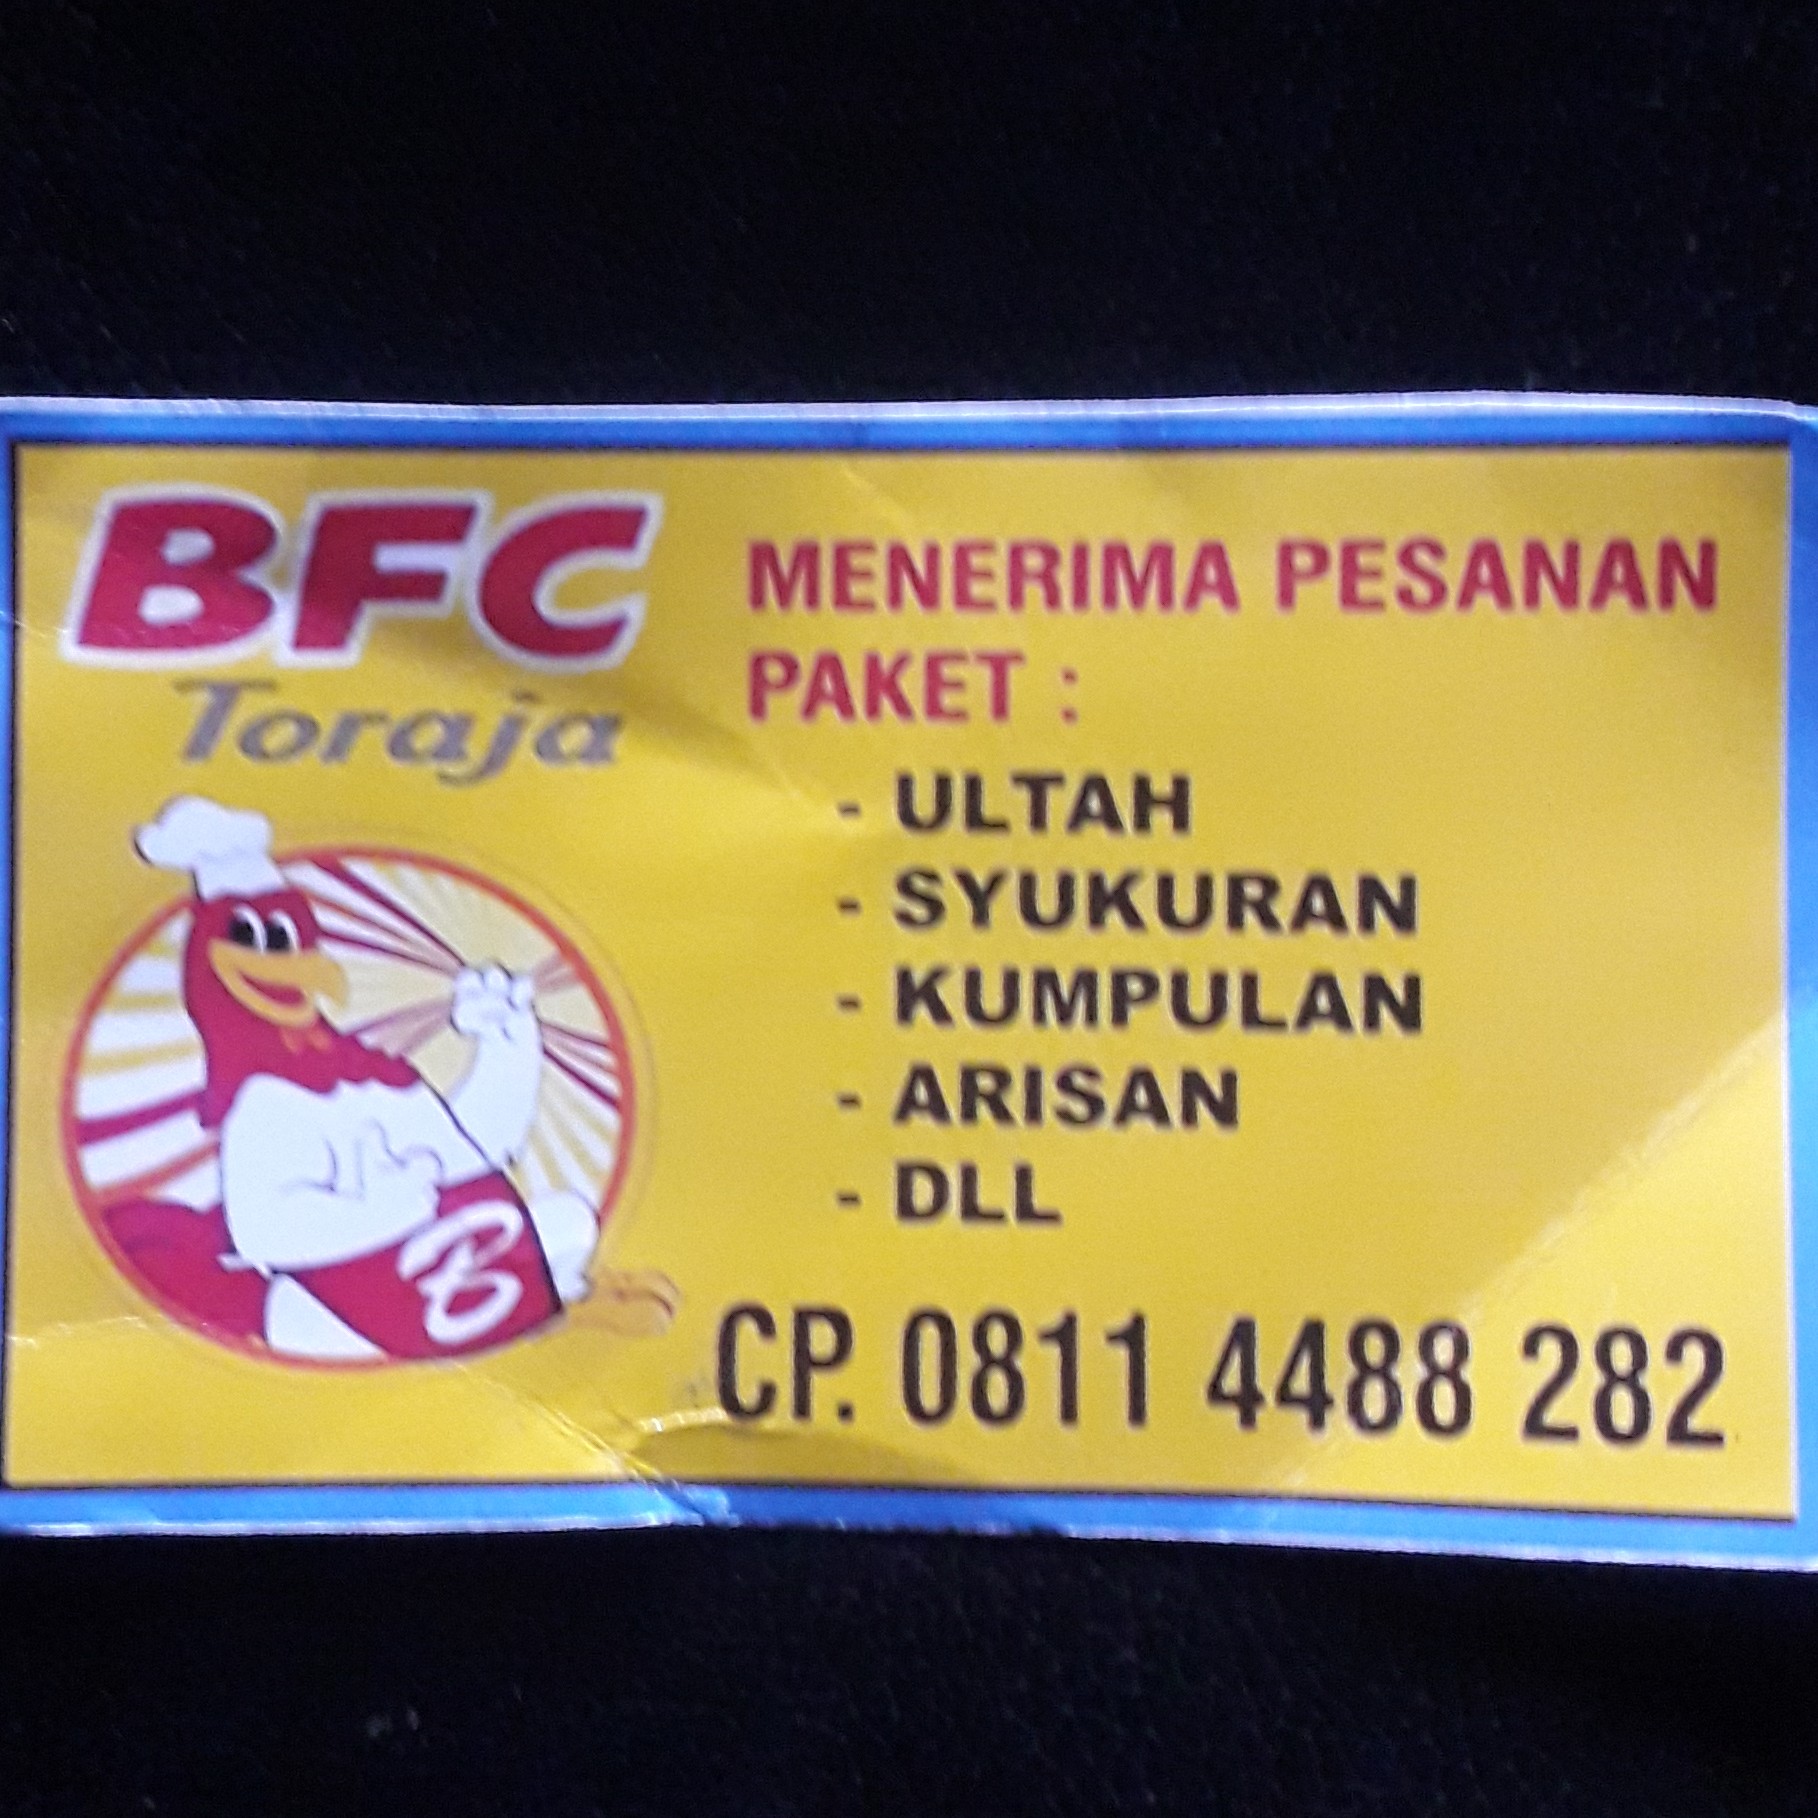 BFC
Toraja
MENERIMA PESANAN
PAKET :
- ULTAH
- SYUKURAN
- KUMPULAN
- ARISAN
- DLL
CP. 0811 4488 282
B